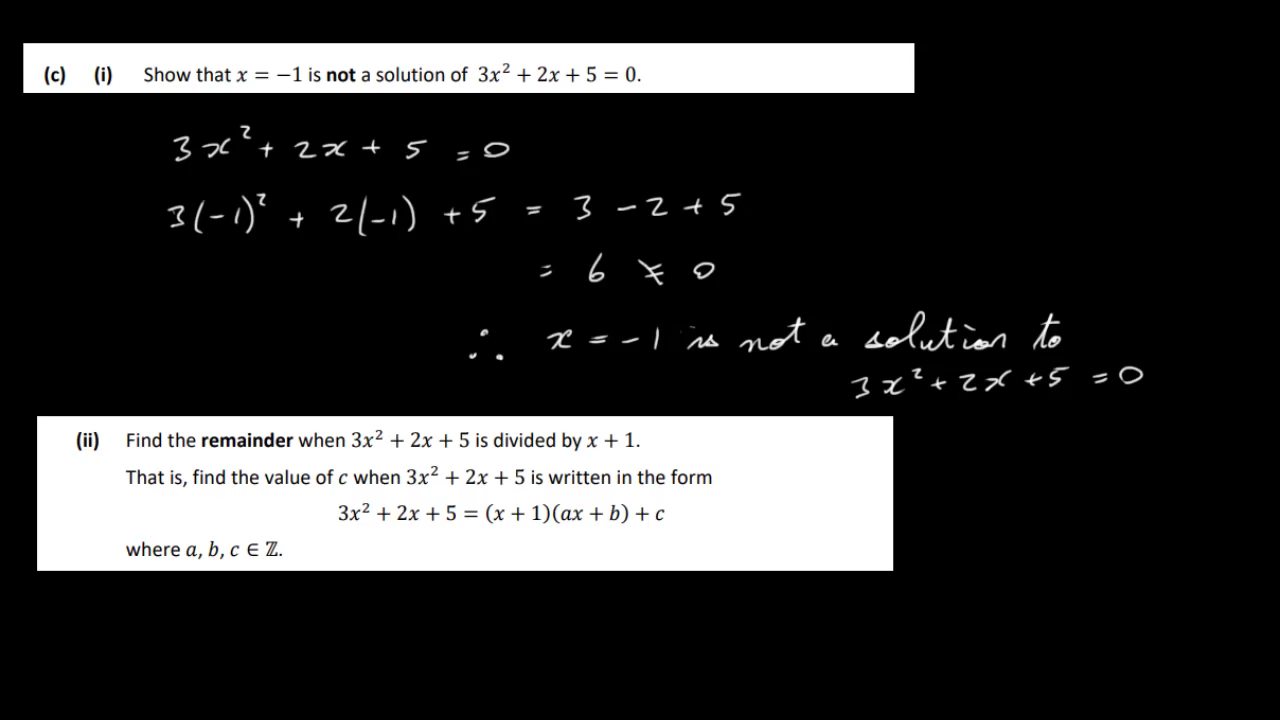 (c) (i) Show that x = −1 is not a solution of 3x² + 2x + 5 = 0.
3x² + 2x + 5 = 0
3(-1)² + 2(-1) + 5 = 3 - 2 + 5
= 6 ≠ 0
∴ x = -1 is not a solution to
3x² + 2x + 5 = 0
(ii) Find the remainder when 3x² + 2x + 5 is divided by x + 1.
That is, find the value of c when 3x² + 2x + 5 is written in the form
3x² + 2x + 5 = (x + 1)(ax + b) + c
where a, b, c ∈ ℤ.